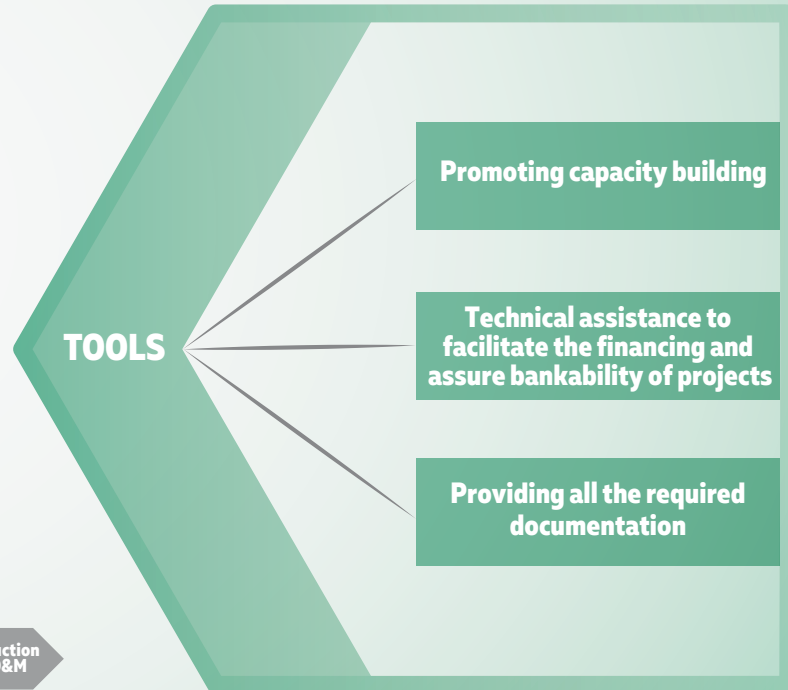 Promoting capacity building
TOOLS
Technical assistance to
facilitate the financing and
assure bankability of projects
Providing all the required
documentation